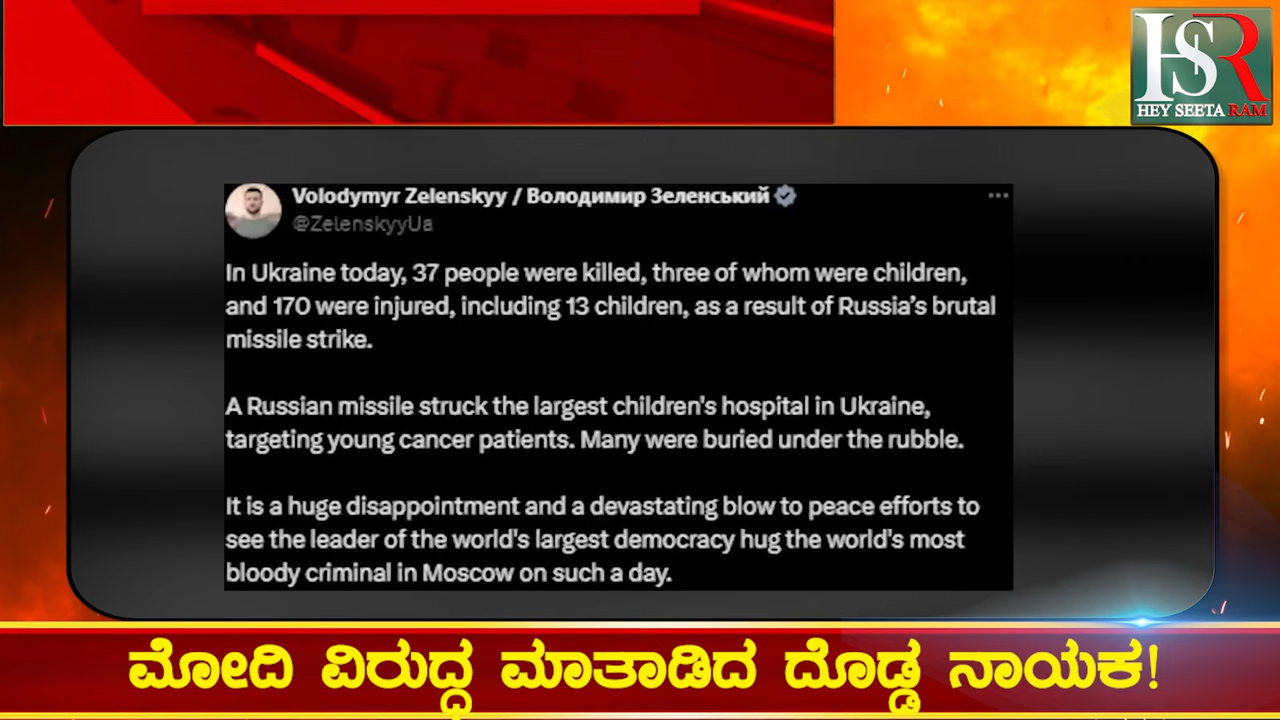 HSR
HEY SEETA RAM
Volodymyr Zelenskyy / Володимир Зеленський
@ZelenskyyUa
In Ukraine today, 37 people were killed, three of whom were children,
and 170 were injured, including 13 children, as a result of Russia’s brutal
missile strike.
A Russian missile struck the largest children's hospital in Ukraine,
targeting young cancer patients. Many were buried under the rubble.
It is a huge disappointment and a devastating blow to peace efforts to
see the leader of the world's largest democracy hug the world's most
bloody criminal in Moscow on such a day.
ಮೋದಿ ವಿರುದ್ಧ ಮಾತಾಡಿದ ದೊಡ್ಡ ನಾಯಕ!